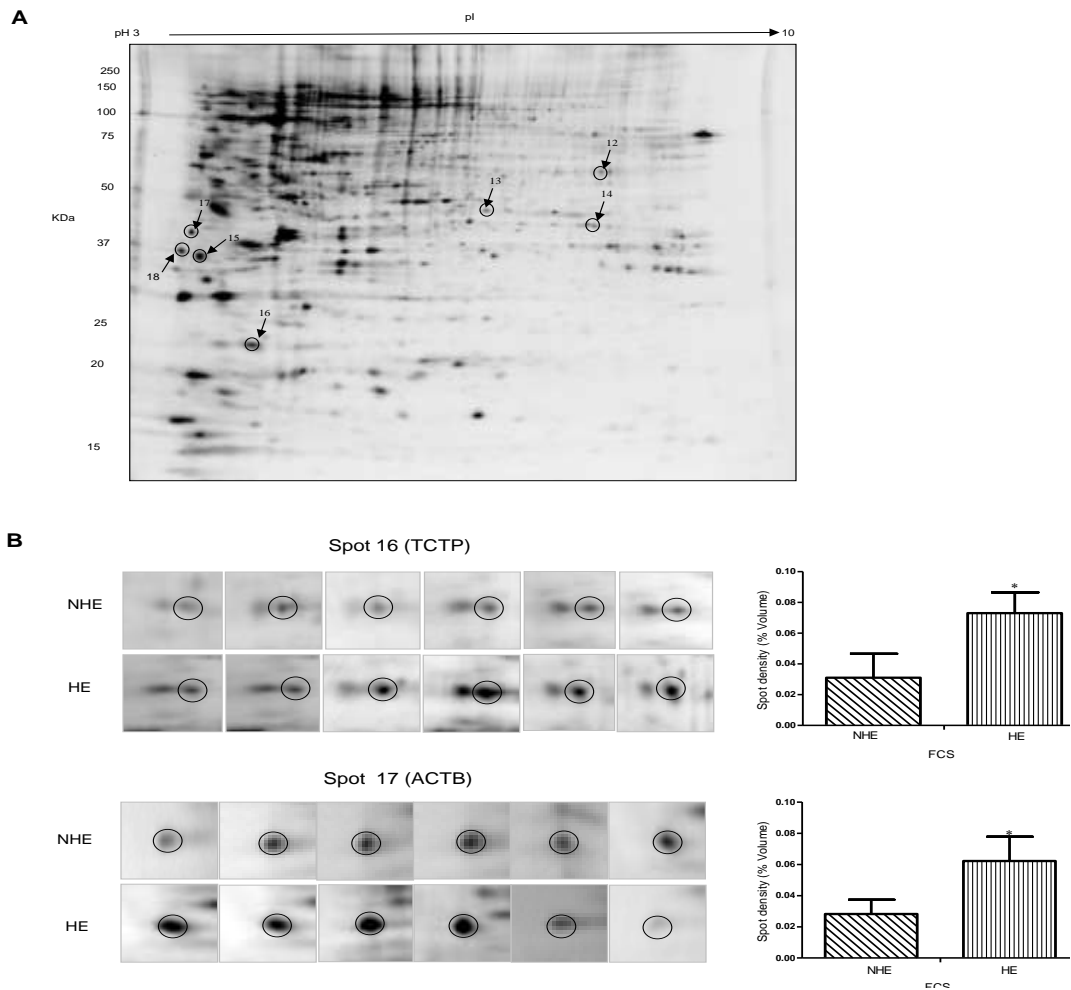 A
pI
pH 3
10
250
150
100
75
50
KDa
37
25
20
15
12
13
14
17
15
18
16
B
Spot 16 (TCTP)
NHE
HE
Spot density (% Volume)
0.10
0.08
0.06
0.04
0.02
0.00
*
NHE
HE
FCS
Spot 17 (ACTB)
NHE
HE
Spot density (% Volume)
0.10
0.08
0.06
0.04
0.02
0.00
*
NHE
HE
FCS